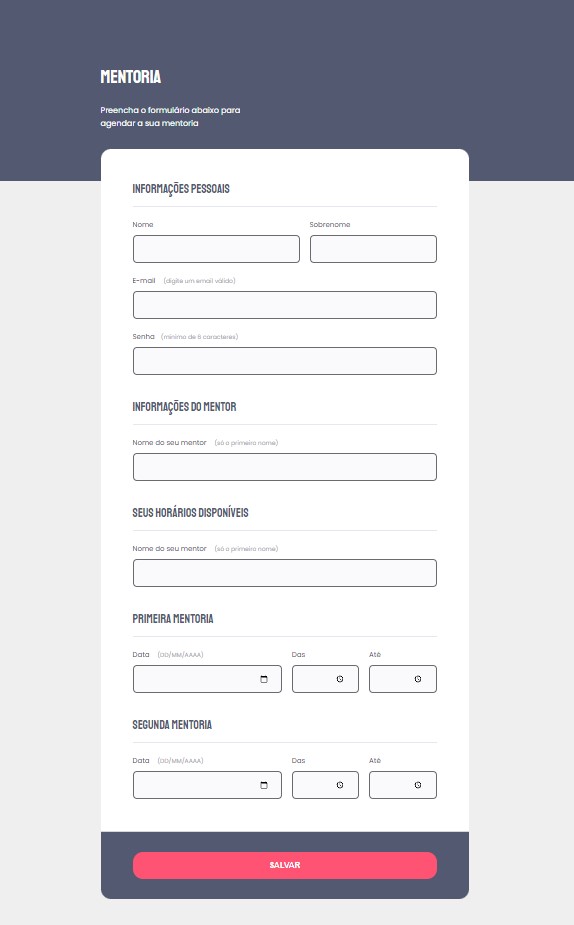 MENTORIA
Preencha o formulário abaixo para
agendar a sua mentoria
INFORMAÇÕES PESSOAIS
Nome Sobrenome
E-mail (digite um email válido)
Senha (mínimo de 6 caracteres)
INFORMAÇÕES DO MENTOR
Nome do seu mentor (só o primeiro nome)
SEUS HORÁRIOS DISPONÍVEIS
Nome do seu mentor (só o primeiro nome)
PRIMEIRA MENTORIA
Data (DD/MM/AAAA) Das Até
SEGUNDA MENTORIA
Data (DD/MM/AAAA) Das Até
SALVAR